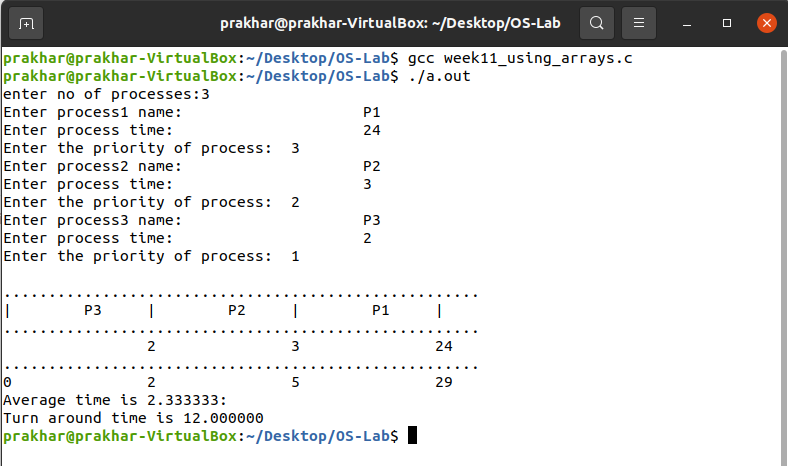 prakhar@prakhar-VirtualBox: ~/Desktop/OS-Lab
prakhar@prakhar-VirtualBox:~/Desktop/OS-Lab$ gcc week11_using_arrays.c
prakhar@prakhar-VirtualBox:~/Desktop/OS-Lab$ ./a.out
enter no of processes:3
Enter process1 name:                    P1
Enter process time:                     24
Enter the priority of process:  3
Enter process2 name:                    P2
Enter process time:                     3
Enter the priority of process:  2
Enter process3 name:                    P3
Enter process time:                     2
Enter the priority of process:  1
.....................................................
|        P3     |        P2     |        P1     |
.....................................................
                2               3               24
.....................................................
0               2               5               29
Average time is 2.333333:
Turn around time is 12.000000
prakhar@prakhar-VirtualBox:~/Desktop/OS-Lab$